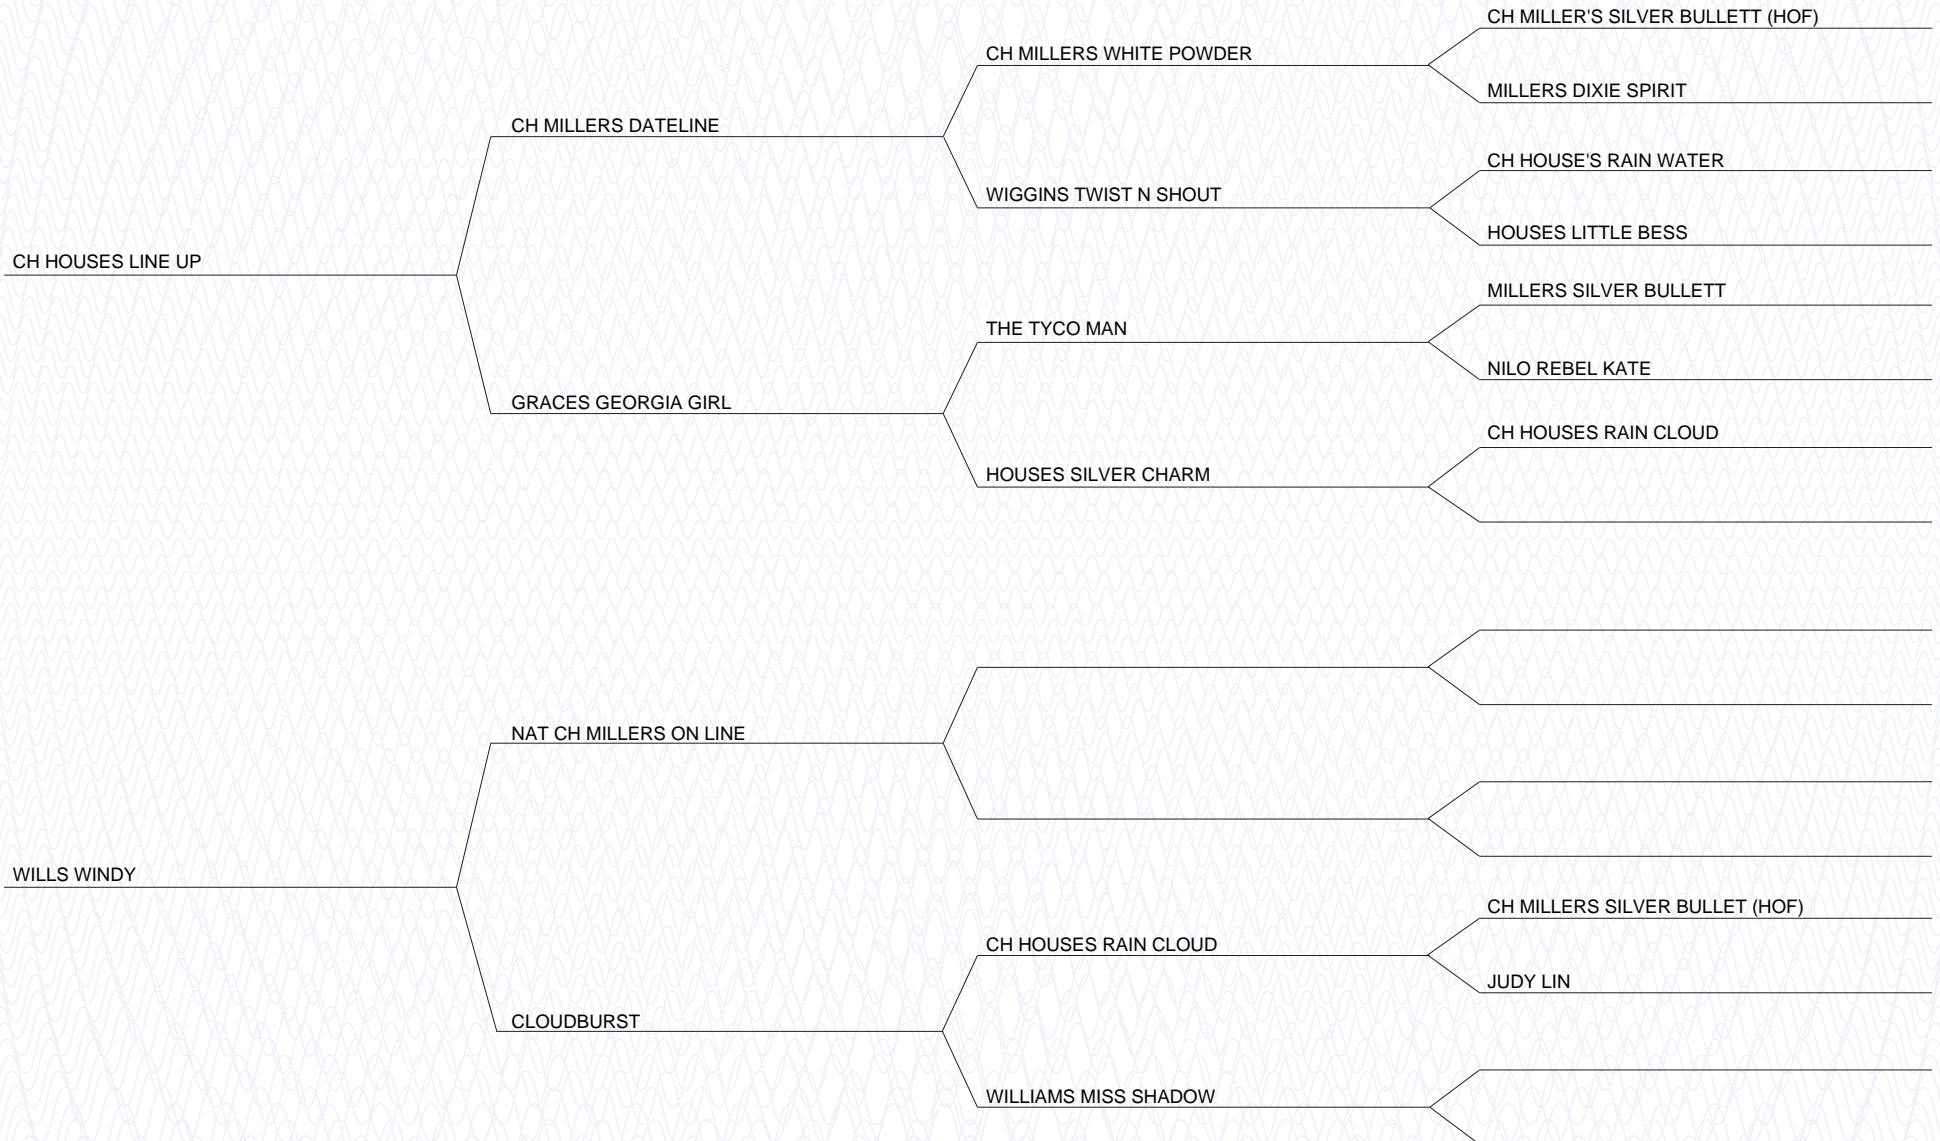 CH MILLER'S SILVER BULLETT (HOF)
CH MILLERS WHITE POWDER
MILLERS DIXIE SPIRIT
CH MILLERS DATELINE
CH HOUSE'S RAIN WATER
WIGGINS TWIST N SHOUT
HOUSES LITTLE BESS
CH HOUSES LINE UP
MILLERS SILVER BULLETT
THE TYCO MAN
NILO REBEL KATE
GRACES GEORGIA GIRL
CH HOUSES RAIN CLOUD
HOUSES SILVER CHARM
NAT CH MILLERS ON LINE
WILLS WINDY
CH MILLERS SILVER BULLET (HOF)
CH HOUSES RAIN CLOUD
JUDY LIN
CLOUDBURST
WILLIAMS MISS SHADOW